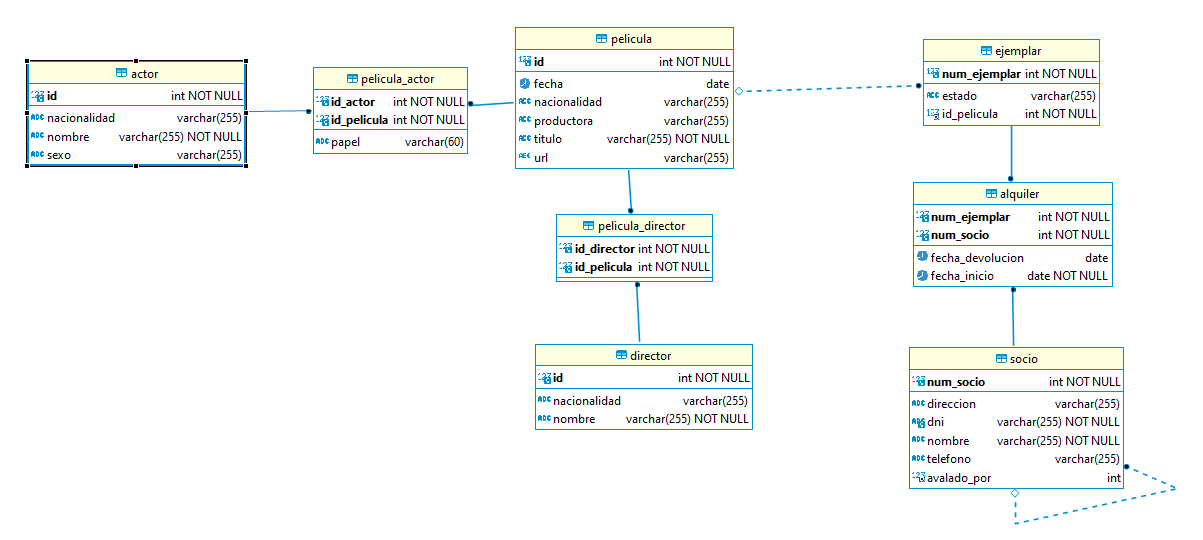 actor
id int NOT NULL
nacionalidad varchar(255)
nombre varchar(255) NOT NULL
sexo varchar(255)
pelicula_actor
id_actor int NOT NULL
id_pelicula int NOT NULL
papel varchar(60)
pelicula
id int NOT NULL
fecha date
nacionalidad varchar(255)
productora varchar(255)
titulo varchar(255) NOT NULL
url varchar(255)
pelicula_director
id_director int NOT NULL
id_pelicula int NOT NULL
director
id int NOT NULL
nacionalidad varchar(255)
nombre varchar(255) NOT NULL
ejemplar
num_ejemplar int NOT NULL
estado varchar(255)
id_pelicula int NOT NULL
alquiler
num_ejemplar int NOT NULL
num_socio int NOT NULL
fecha_devolucion date
fecha_inicio date NOT NULL
socio
num_socio int NOT NULL
direccion varchar(255)
dni varchar(255) NOT NULL
nombre varchar(255) NOT NULL
telefono varchar(255)
avalado_por int